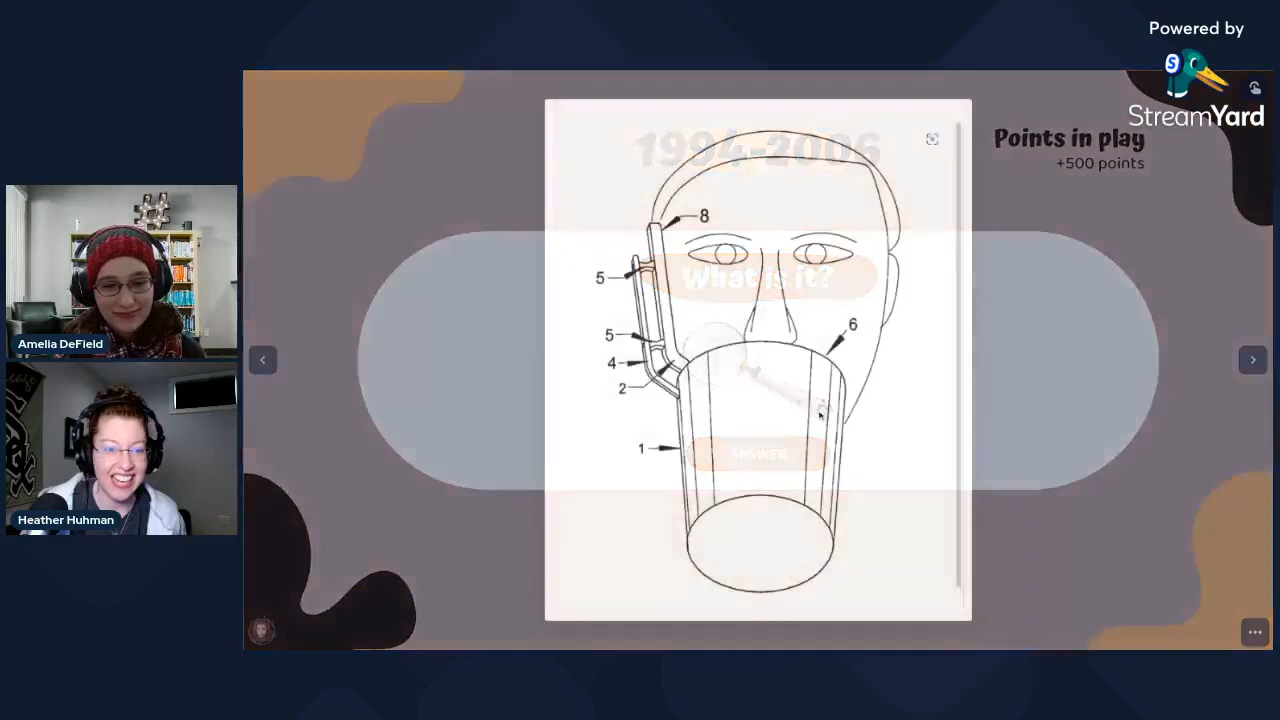 Powered by
StreamYard
1994-2006
Points in play
+500 points
8
5
What is it?
5
6
4
2
1
ANSWER
Amelia DeField
Heather Huhman